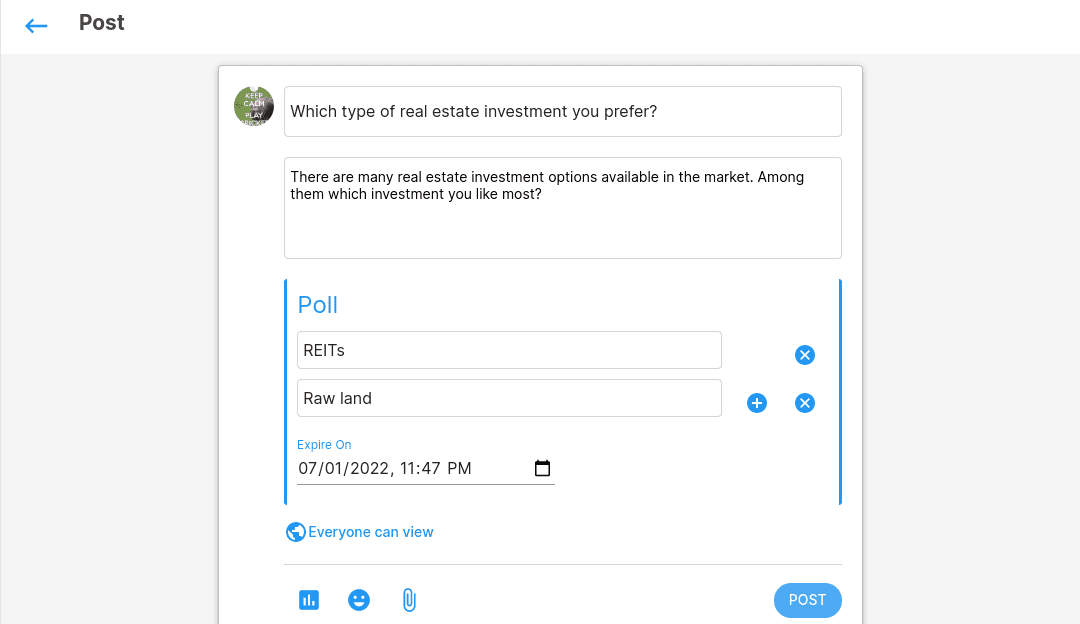 Post
KEEP
CALM
AND
PLAY
CRICKET
Which type of real estate investment you prefer?
There are many real estate investment options available in the market. Among
them which investment you like most?
Poll
REITs
Raw land
Expire On
07/01/2022, 11:47 PM
Everyone can view
POST